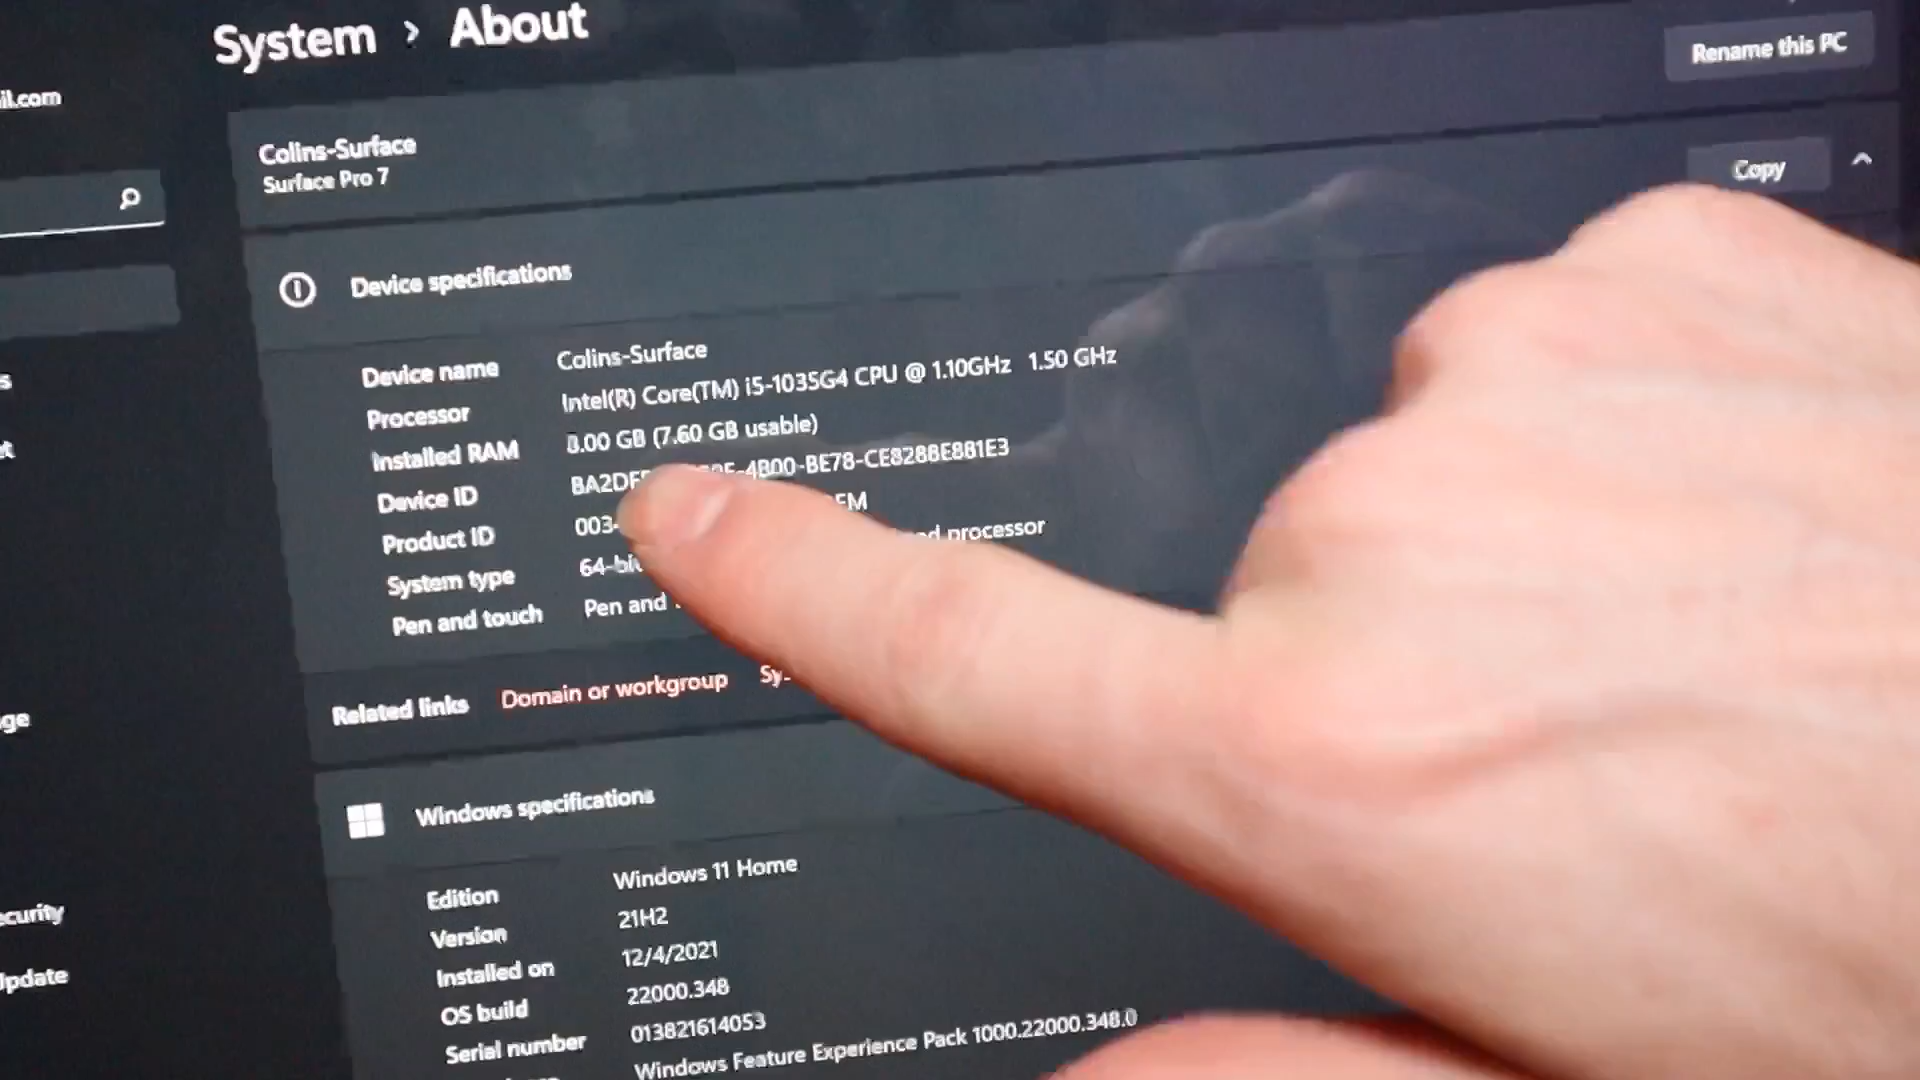 System > About
Rename this PC
il.com
Colins-Surface
Surface Pro 7
Copy
Device specifications
Device name Colins-Surface
Processor Intel(R) Core(TM) i5-1035G4 CPU @ 1.10GHz 1.50 GHz
Installed RAM 8.00 GB (7.60 GB usable)
Device ID BA2DF 4B00-BE78-CE828BE881E3
Product ID 003- EM
System type 64-bi processor
Pen and touch Pen and
Related links Domain or workgroup Sy
ge
Windows specifications
Edition Windows 11 Home
Version 21H2
Installed on 12/4/2021
OS build 22000.348
Serial number 013821614053
Windows Feature Experience Pack 1000.22000.348.0
ecurity
Update